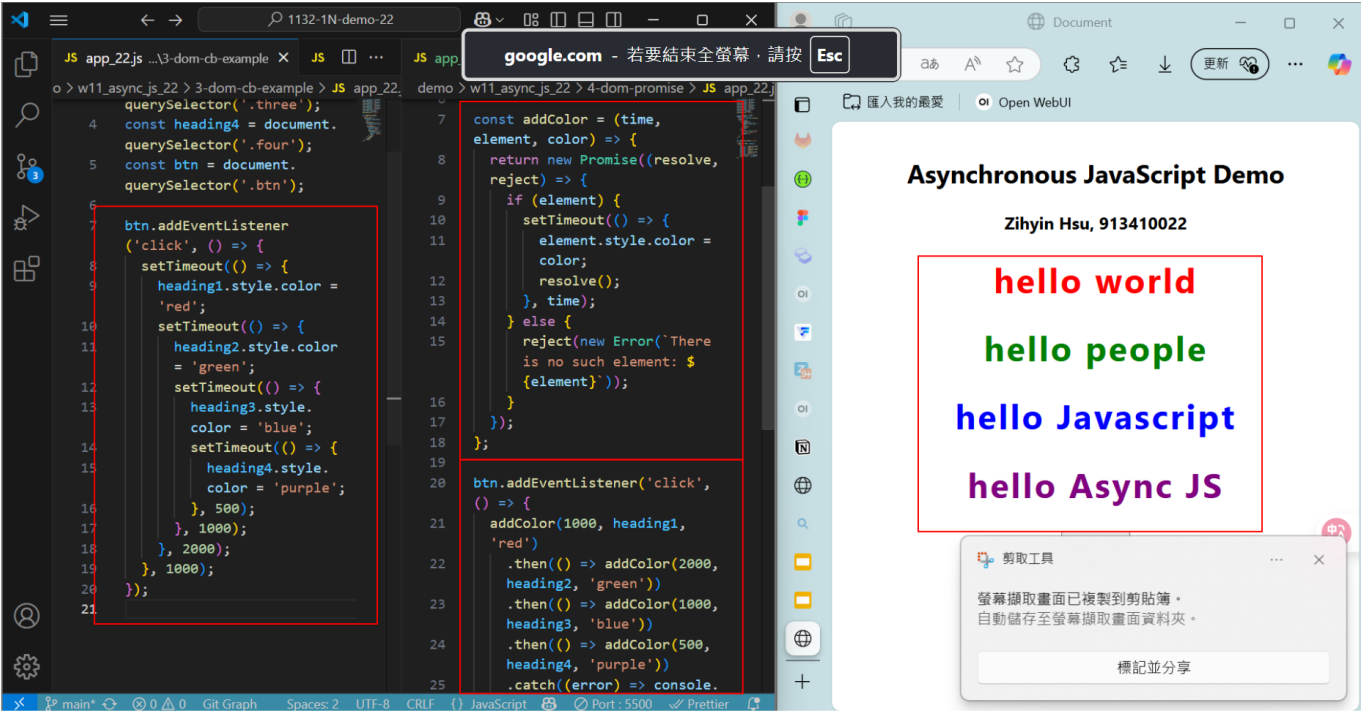 1132-1N-demo-22
JS app_22.js ...\3-dom-cb-example
JS
JS app_
google.com - 若要結束全螢幕，請按 Esc
o > w11_async_js_22 > 3-dom-cb-example > JS app_22.
querySelector('.three');
4 const heading4 = document.
querySelector('.four');
5 const btn = document.
querySelector('.btn');
6
7 btn.addEventListener
('click', () => {
8 setTimeout(() => {
9 heading1.style.color =
'red';
10 setTimeout(() => {
11 heading2.style.color
= 'green';
12 setTimeout(() => {
13 heading3.style.
color = 'blue';
14 setTimeout(() => {
15 heading4.style.
color = 'purple';
16 }, 500);
17 }, 1000);
18 }, 2000);
19 }, 1000);
20 });
21
demo > w11_async_js_22 > 4-dom-promise > JS app_22.j
7 const addColor = (time,
element, color) => {
8 return new Promise((resolve,
reject) => {
9 if (element) {
10 setTimeout(() => {
11 element.style.color =
color;
12 resolve();
13 }, time);
14 } else {
15 reject(new Error(`There
is no such element: $
{element}`));
16 }
17 });
18 };
19
20 btn.addEventListener('click',
() => {
21 addColor(1000, heading1,
'red')
22 .then(() => addColor(2000,
heading2, 'green'))
23 .then(() => addColor(1000,
heading3, 'blue'))
24 .then(() => addColor(500,
heading4, 'purple'))
25 .catch((error) => console.
3
main* 0 0 Git Graph Spaces: 2 UTF-8 CRLF {} JavaScript Port : 5500 Prettier
Document
aあ A 更新
匯入我的最愛 OI Open WebUI
Asynchronous JavaScript Demo
Zihyin Hsu, 913410022
hello world
hello people
hello Javascript
hello Async JS
OI
OI
剪取工具
螢幕擷取畫面已複製到剪貼簿。
自動儲存至螢幕擷取畫面資料夾。
標記並分享